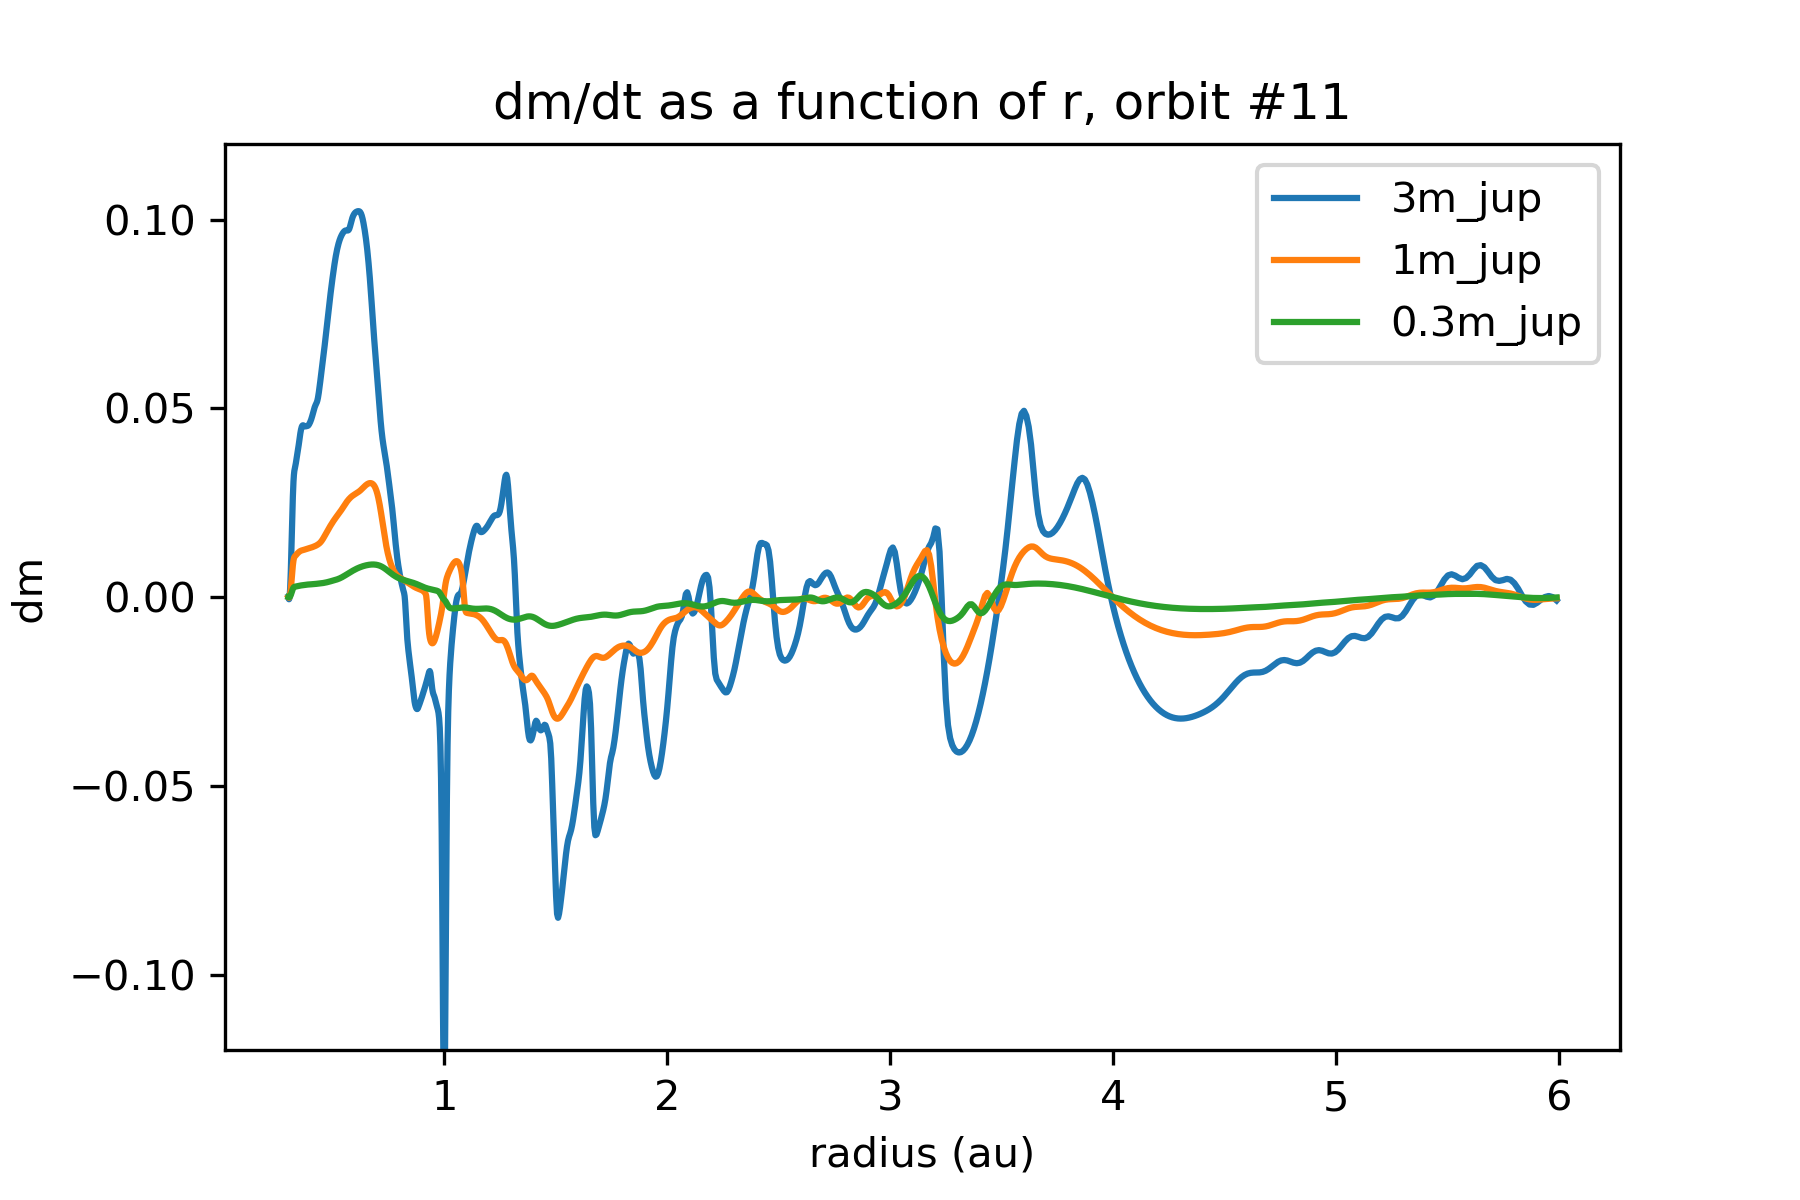 dm/dt as a function of r, orbit #11
3m_jup
1m_jup
0.3m_jup
0.10
0.05
0.00
−0.05
−0.10
dm
1 2 3 4 5 6
radius (au)